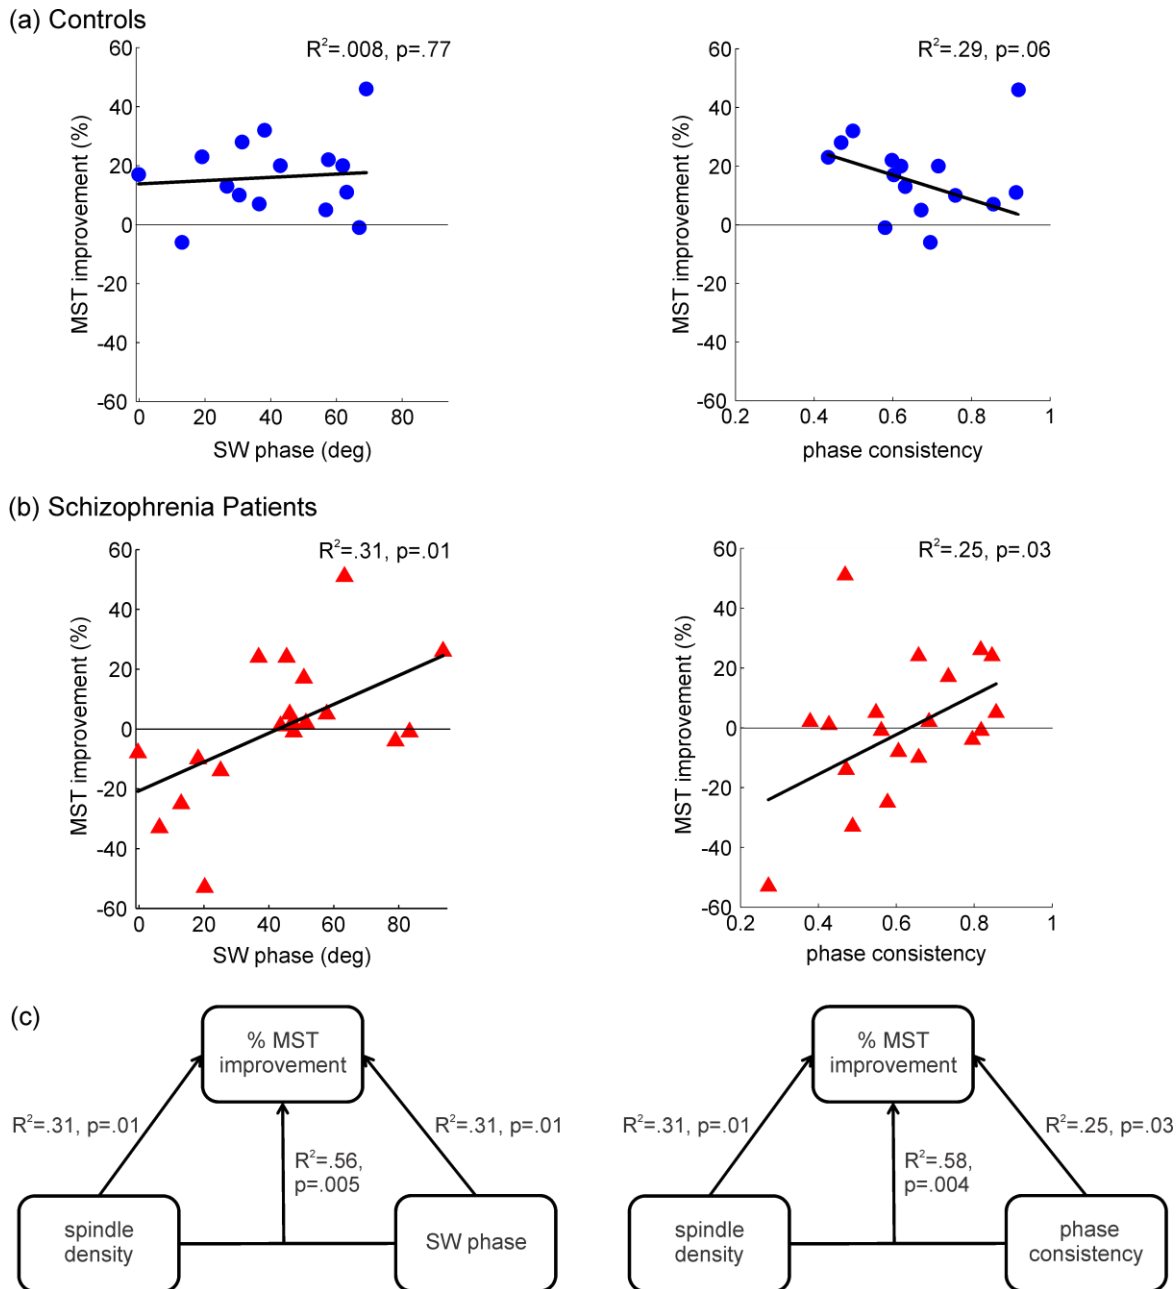 (a) Controls
R²=.008, p=.77
60
40
20
0
-20
-40
-60
MST improvement (%)
0 20 40 60 80
SW phase (deg)
R²=.29, p=.06
60
40
20
0
-20
-40
-60
MST improvement (%)
0.2 0.4 0.6 0.8 1
phase consistency
(b) Schizophrenia Patients
R²=.31, p=.01
60
40
20
0
-20
-40
-60
MST improvement (%)
0 20 40 60 80
SW phase (deg)
R²=.25, p=.03
60
40
20
0
-20
-40
-60
MST improvement (%)
0.2 0.4 0.6 0.8 1
phase consistency
(c)
% MST
improvement
R²=.31, p=.01
R²=.31, p=.01
R²=.56,
p=.005
spindle
density
SW phase
% MST
improvement
R²=.31, p=.01
R²=.25, p=.03
R²=.58,
p=.004
spindle
density
phase
consistency